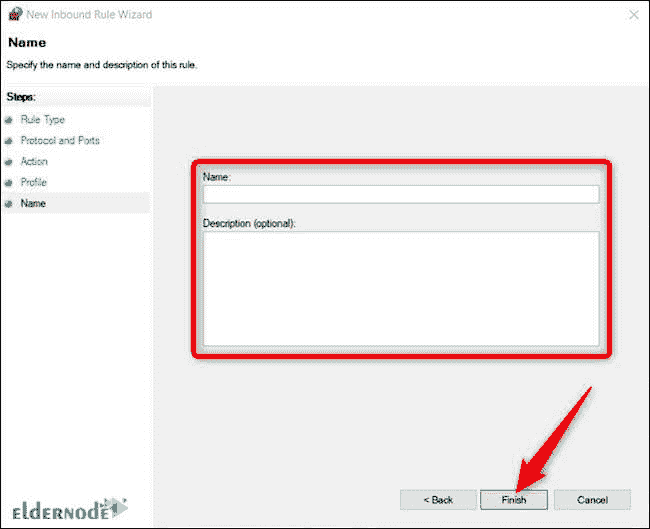 New Inbound Rule Wizard
Name
Specify the name and description of this rule.
Steps:
Rule Type
Protocol and Ports
Action
Profile
Name
Name:
Description (optional):
< Back
Finish
Cancel
eldernode